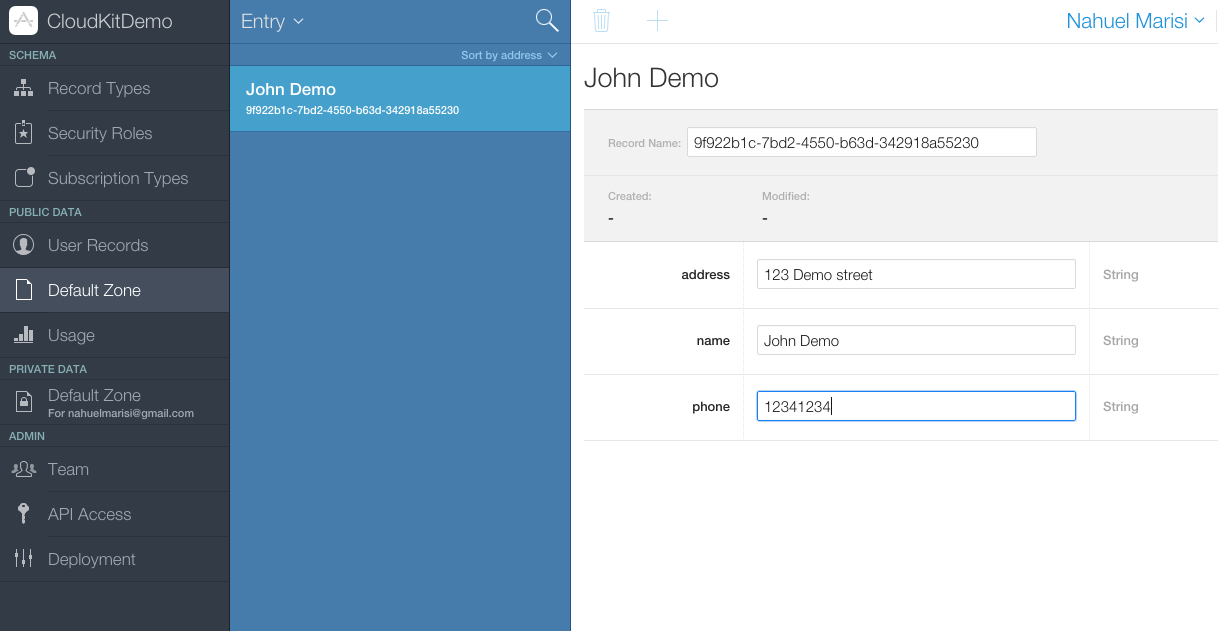 CloudKitDemo
SCHEMA
Record Types
Security Roles
Subscription Types
PUBLIC DATA
User Records
Default Zone
Usage
PRIVATE DATA
Default Zone
For nahuelmarisi@gmail.com
ADMIN
Team
API Access
Deployment
Entry
Sort by address
John Demo
9f922b1c-7bd2-4550-b63d-342918a55230
Nahuel Marisi
John Demo
Record Name: 9f922b1c-7bd2-4550-b63d-342918a55230
Created: Modified:
- -
address 123 Demo street String
name John Demo String
phone 12341234 String